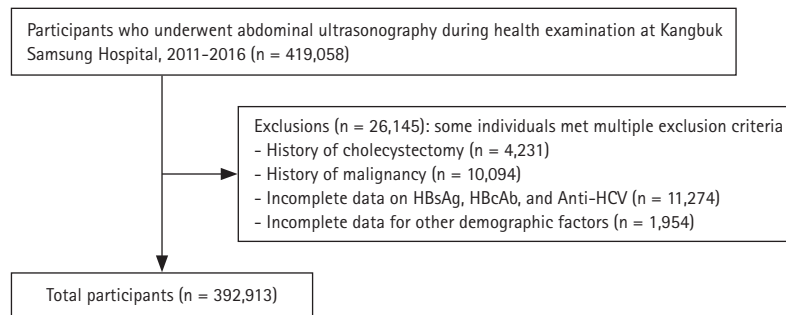 Participants who underwent abdominal ultrasonography during health examination at Kangbuk
Samsung Hospital, 2011-2016 (n = 419,058)
Exclusions (n = 26,145): some individuals met multiple exclusion criteria
- History of cholecystectomy (n = 4,231)
- History of malignancy (n = 10,094)
- Incomplete data on HBsAg, HBcAb, and Anti-HCV (n = 11,274)
- Incomplete data for other demographic factors (n = 1,954)
Total participants (n = 392,913)